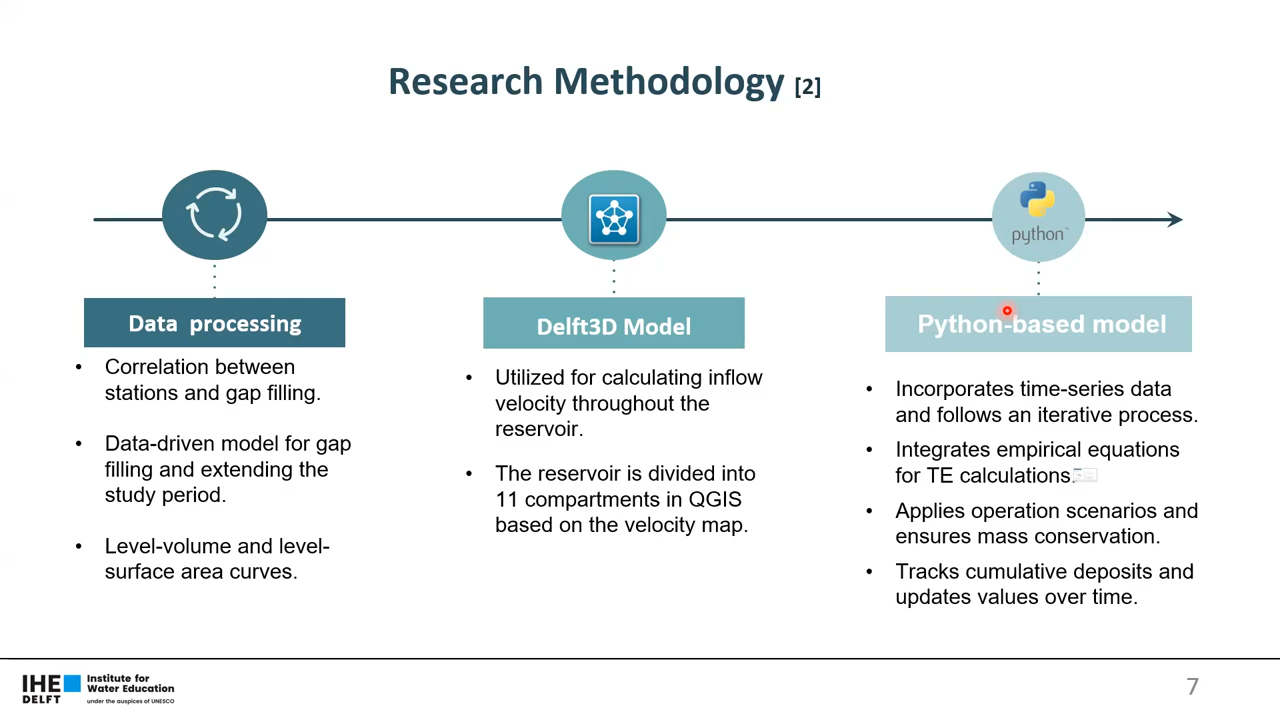 Research Methodology [2]
python™
Data processing
• Correlation between
stations and gap filling.
• Data-driven model for gap
filling and extending the
study period.
• Level-volume and level-
surface area curves.
Delft3D Model
• Utilized for calculating inflow
velocity throughout the
reservoir.
• The reservoir is divided into
11 compartments in QGIS
based on the velocity map.
Python-based model
• Incorporates time-series data
and follows an iterative process.
• Integrates empirical equations
for TE calculations.
• Applies operation scenarios and
ensures mass conservation.
• Tracks cumulative deposits and
updates values over time.
IHE
DELFT
Institute for
Water Education
under the auspices of UNESCO
7